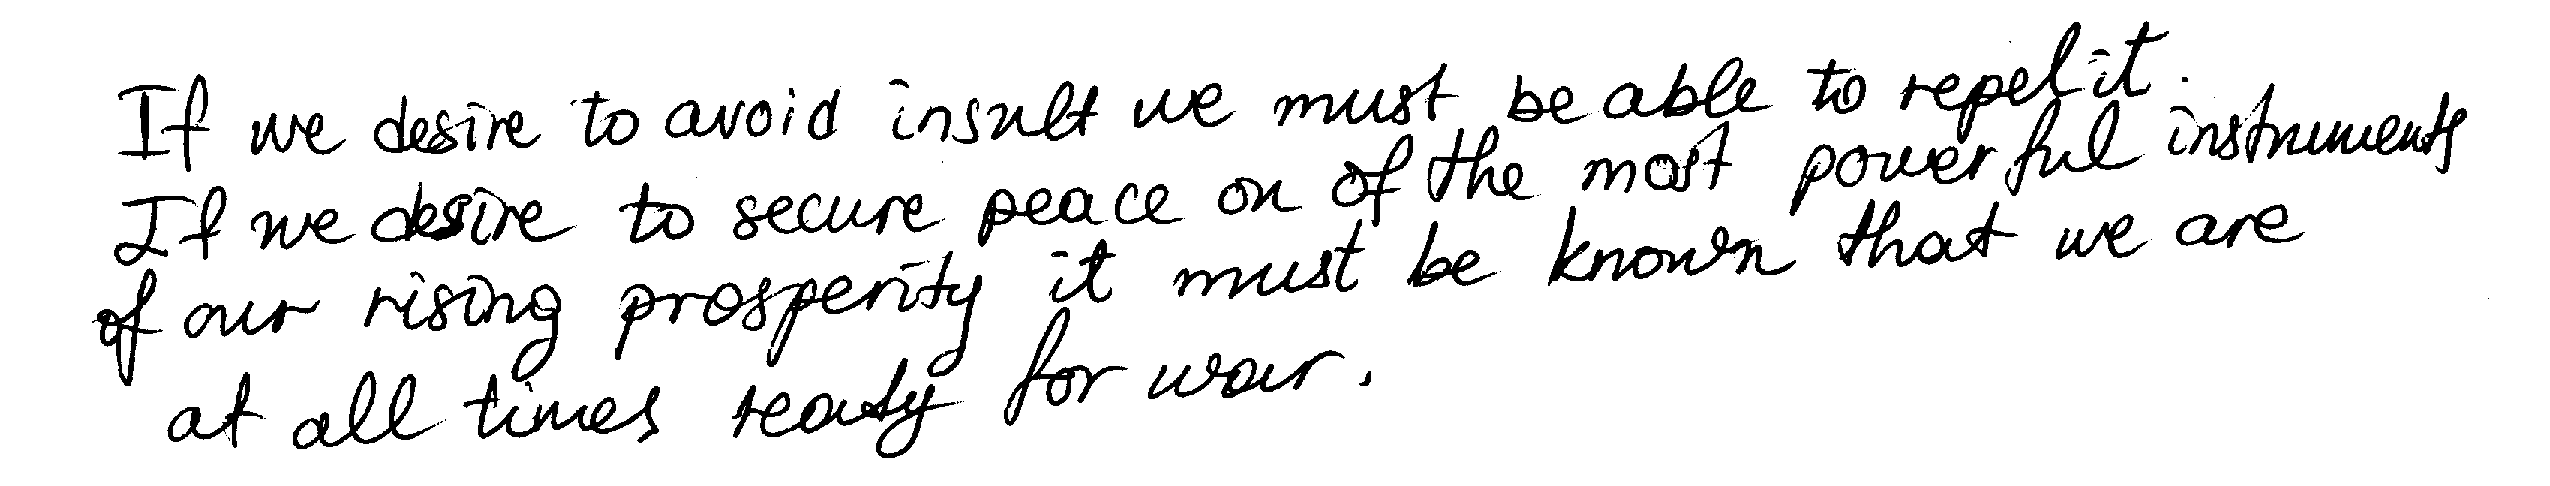 If we desire to avoid insult we must be able to repel it.
If we desire to secure peace on of the most powerful instruments
of our rising prosperity it must be known that we are
at all times ready for war.